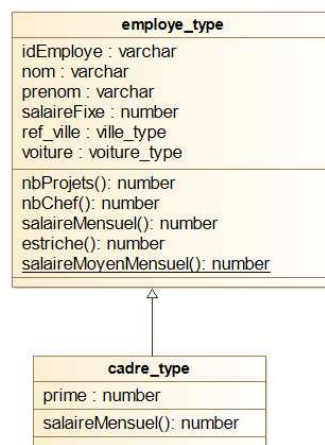 employe_type
idEmploye : varchar
nom : varchar
prenom : varchar
salaireFixe : number
ref_ville : ville_type
voiture : voiture_type
nbProjets(): number
nbChef(): number
salaireMensuel(): number
estriche(): number
salaireMoyenMensuel(): number
cadre_type
prime : number
salaireMensuel(): number